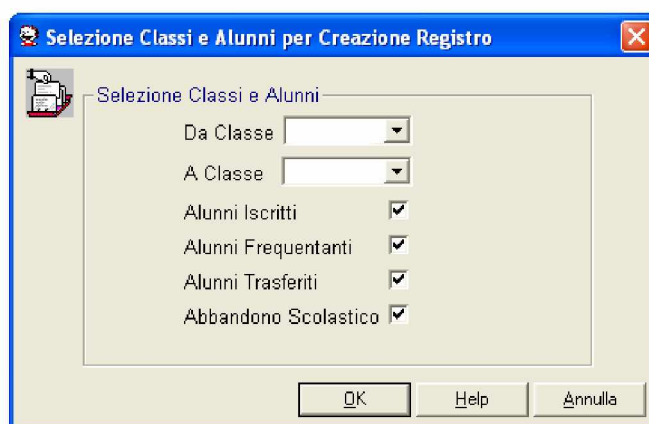 Selezione Classi e Alunni per Creazione Registro
Selezione Classi e Alunni
Da Classe
A Classe
Alunni Iscritti
Alunni Frequentanti
Alunni Trasferiti
Abbandono Scolastico
OK Help Annulla